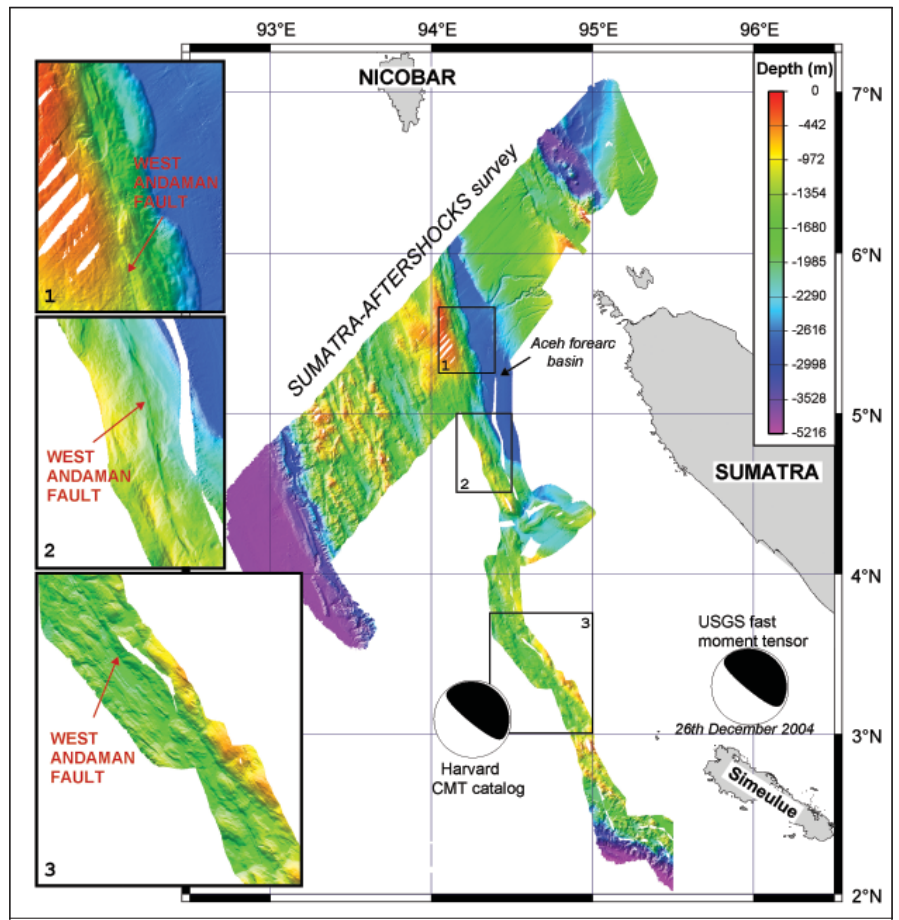 93°E
94°E
95°E
96°E
NICOBAR
Depth (m)
0
-442
-972
-1354
-1680
-1985
-2290
-2616
-2998
-3528
-5216
7°N
6°N
5°N
4°N
3°N
2°N
WEST
ANDAMAN
FAULT
1
SUMATRA-AFTERSHOCKS survey
1
Aceh forearc
basin
WEST
ANDAMAN
FAULT
2
2
SUMATRA
3
WEST
ANDAMAN
FAULT
3
USGS fast
moment tensor
26th December 2004
Harvard
CMT catalog
Simeulue